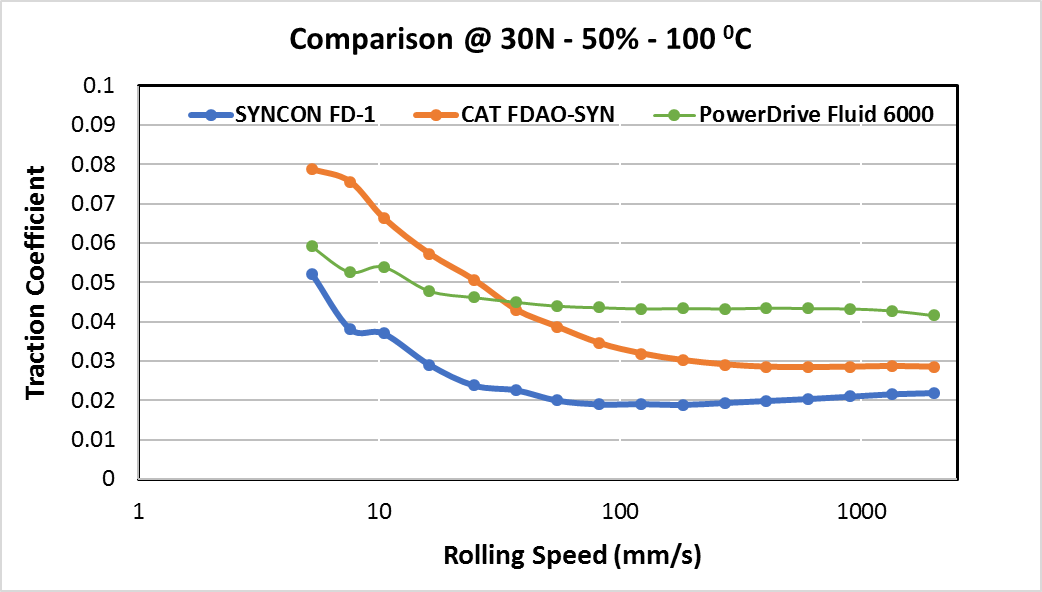 Comparison @ 30N - 50% - 100 ⁰C
0.1
SYNCON FD-1 CAT FDAO-SYN PowerDrive Fluid 6000
0.09
0.08
0.07
0.06
0.05
0.04
0.03
0.02
0.01
0
Traction Coefficient
1 10 100 1000
Rolling Speed (mm/s)